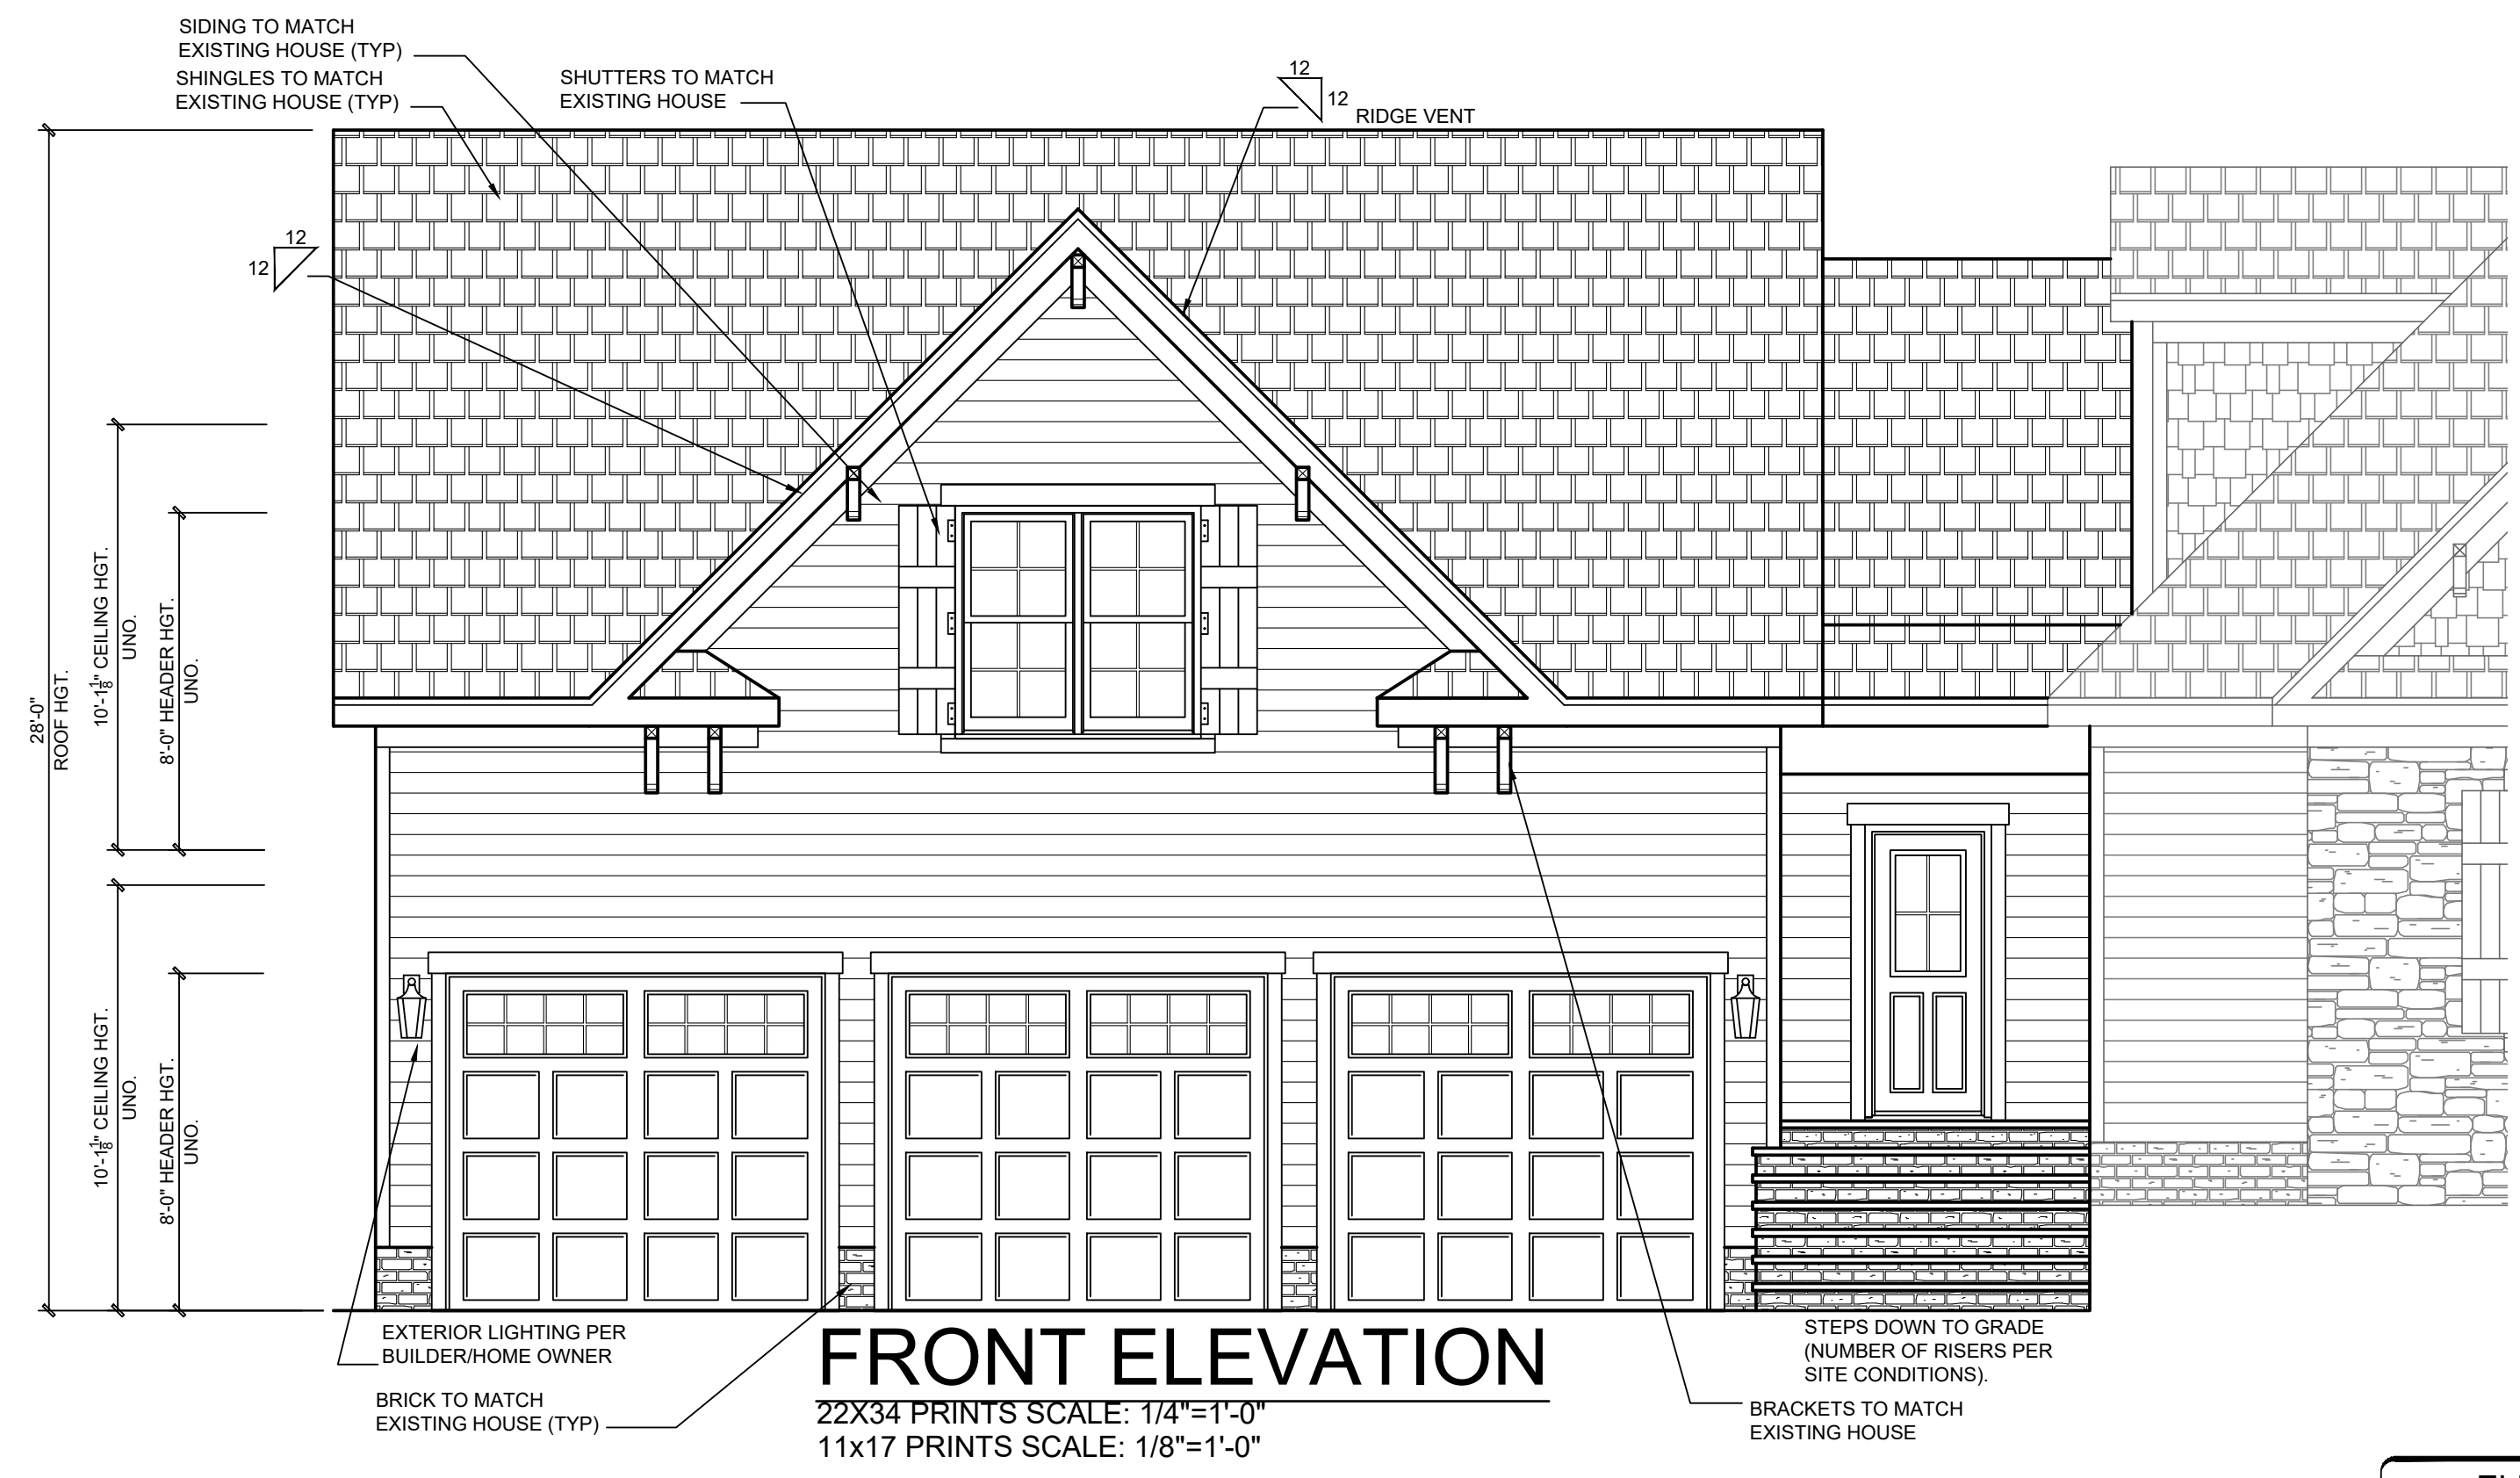 SIDING TO MATCH
EXISTING HOUSE (TYP)
SHINGLES TO MATCH
EXISTING HOUSE (TYP)
SHUTTERS TO MATCH
EXISTING HOUSE
12
12
RIDGE VENT
12
12
28'-0"
ROOF HGT.
10'-1 1/8" CEILING HGT.
UNO.
8'-0" HEADER HGT.
UNO.
10'-1 1/8" CEILING HGT.
UNO.
8'-0" HEADER HGT.
UNO.
EXTERIOR LIGHTING PER
BUILDER/HOME OWNER
BRICK TO MATCH
EXISTING HOUSE (TYP)
FRONT ELEVATION
22X34 PRINTS SCALE: 1/4"=1'-0"
11x17 PRINTS SCALE: 1/8"=1'-0"
STEPS DOWN TO GRADE
(NUMBER OF RISERS PER
SITE CONDITIONS).
BRACKETS TO MATCH
EXISTING HOUSE